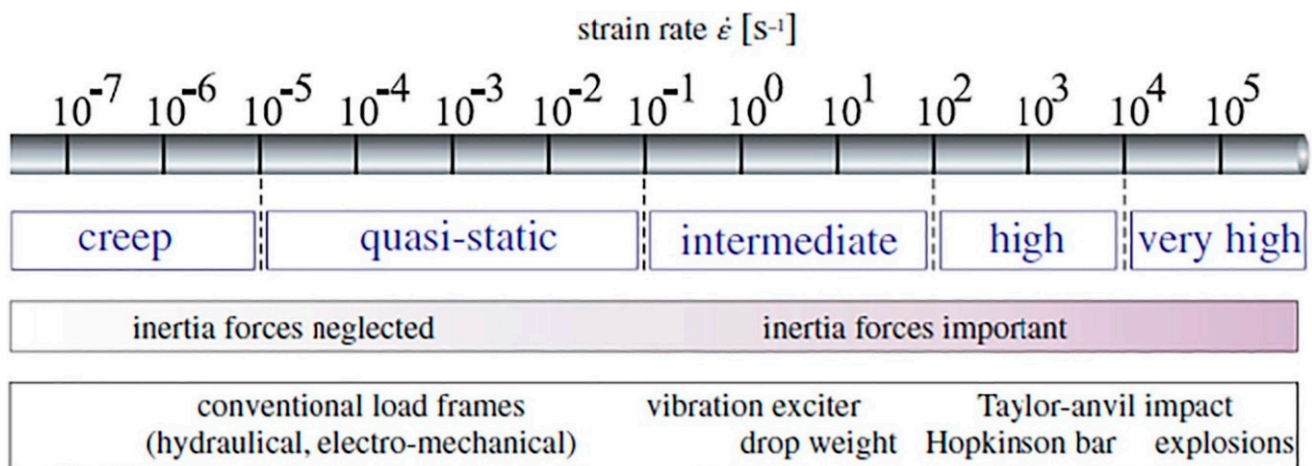 strain rate ε̇ [s⁻¹]
10⁻⁷ 10⁻⁶ 10⁻⁵ 10⁻⁴ 10⁻³ 10⁻² 10⁻¹ 10⁰ 10¹ 10² 10³ 10⁴ 10⁵
creep quasi-static intermediate high very high
inertia forces neglected inertia forces important
conventional load frames vibration exciter Taylor-anvil impact
(hydraulical, electro-mechanical) drop weight Hopkinson bar explosions